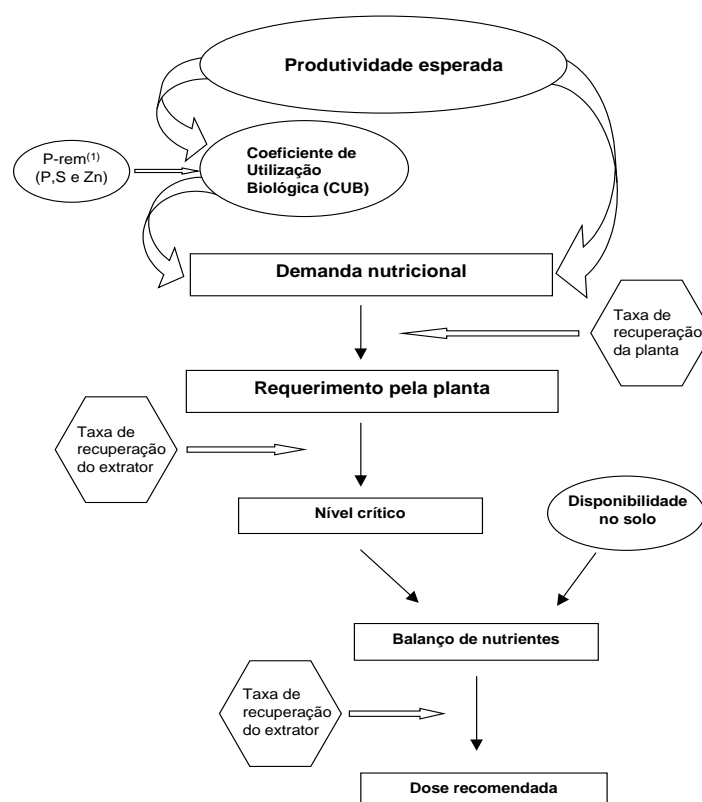 Produtividade esperada
P-rem(1)
(P,S e Zn)
Coeficiente de
Utilização
Biológica (CUB)
Demanda nutricional
Taxa de
recuperação
da planta
Requerimento pela planta
Taxa de
recuperação
do extrator
Nível crítico
Disponibilidade
no solo
Balanço de nutrientes
Taxa de
recuperação
do extrator
Dose recomendada